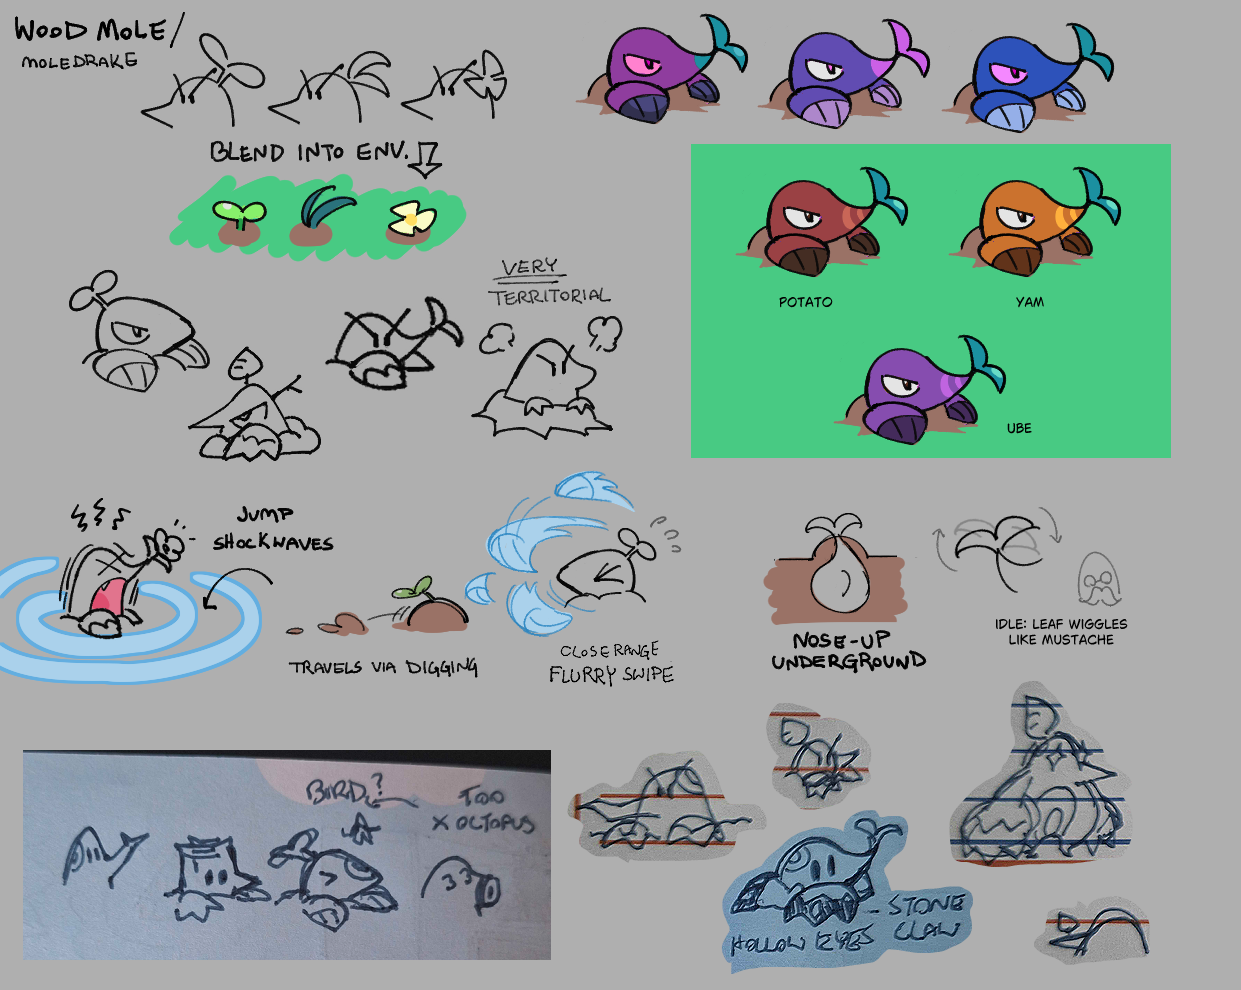 WOOD MOLE/
MOLEDRAKE
BLEND INTO ENV.
VERY
TERRITORIAL
POTATO
YAM
UBE
JUMP
SHOCKWAVES
TRAVELS VIA DIGGING
CLOSE RANGE
FLURRY SWIPE
NOSE-UP
UNDERGROUND
IDLE: LEAF WIGGLES
LIKE MUSTACHE
BIRD?
TOO
X OCTOPUS
- STONE
CLAW
HOLLOW EYES